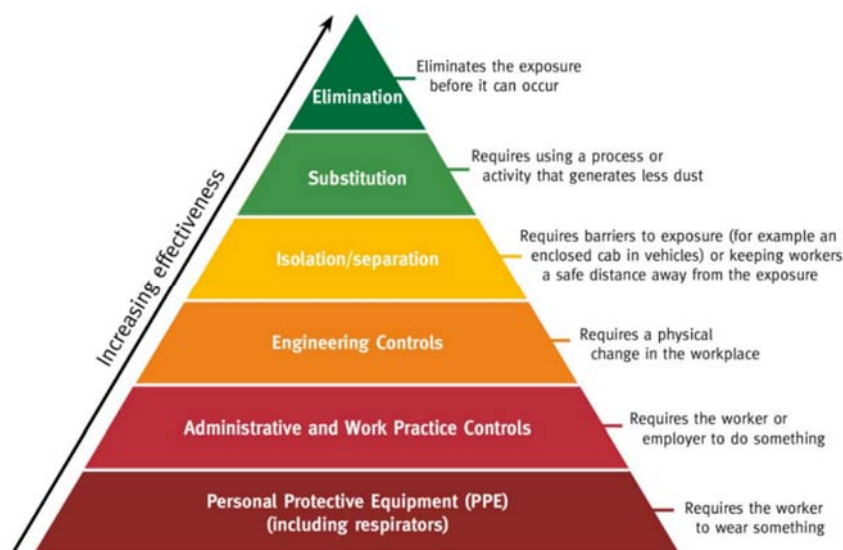 Increasing effectiveness
Elimination
Eliminates the exposure
before it can occur
Substitution
Requires using a process or
activity that generates less dust
Isolation/separation
Requires barriers to exposure (for example an
enclosed cab in vehicles) or keeping workers
a safe distance away from the exposure
Engineering Controls
Requires a physical
change in the workplace
Administrative and Work Practice Controls
Requires the worker or
employer to do something
Personal Protective Equipment (PPE)
(including respirators)
Requires the worker
to wear something